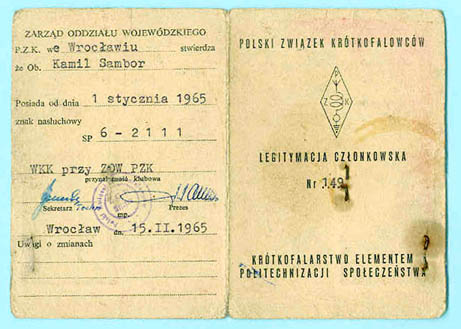 ZARZĄD ODDZIAŁU WOJEWÓDZKIEGO
P.Z.K. we Wrocławiu stwierdza
że Ob. Kamil Sambor
Posiada od dnia 1 stycznia 1965
znak nasłuchowy
SP 6-2111
WKK przy ZOW PZK
przynależność klubowa
Sekretarz mp. Prezes
Wrocław dn. 15.II.1965
Uwagi o zmianach
POLSKI ZWIĄZEK KRÓTKOFALOWCÓW
P
Z K
LEGITYMACJA CZŁONKOWSKA
Nr 149
KRÓTKOFALARSTWO ELEMENTEM
POLITECHNIZACJI SPOŁECZEŃSTWA